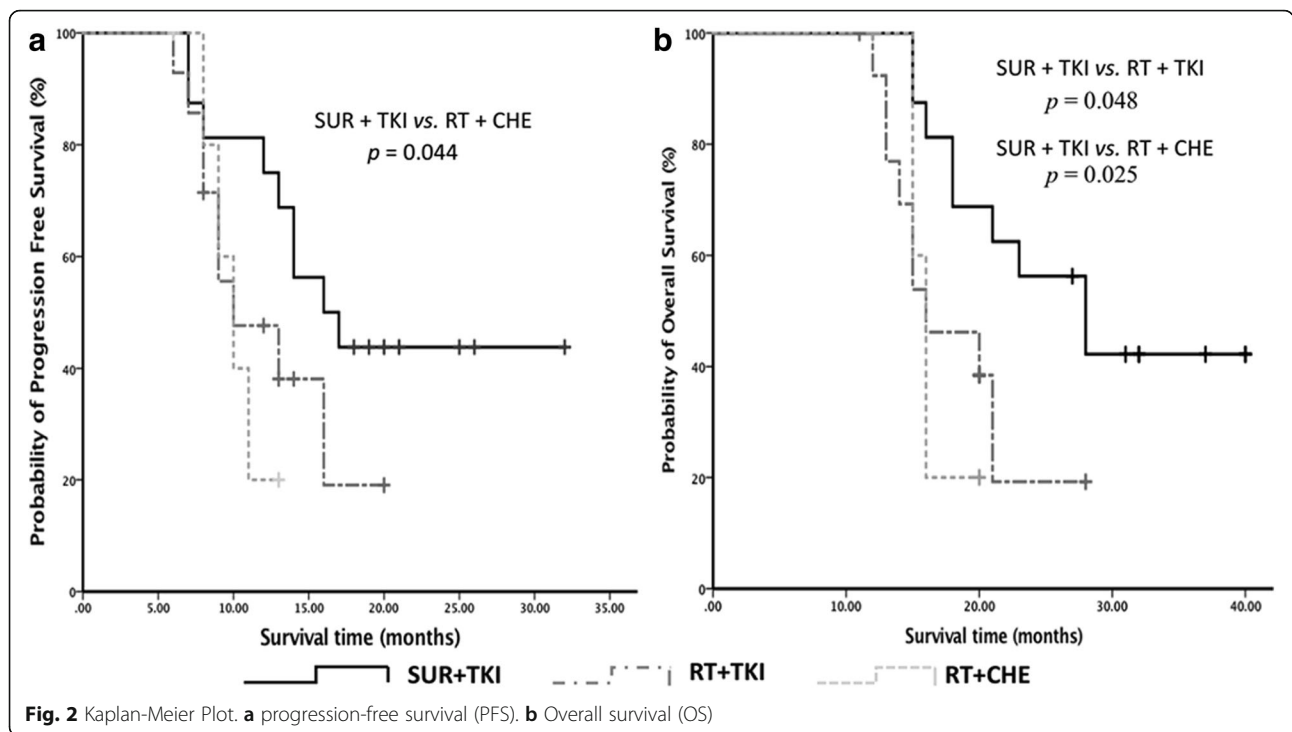 a
Probability of Progression Free Survival (%)
100
80
60
40
20
0
SUR + TKI vs. RT + CHE
p = 0.044
.00 5.00 10.00 15.00 20.00 25.00 30.00 35.00
Survival time (months)
b
Probability of Overall Survival (%)
100
80
60
40
20
0
SUR + TKI vs. RT + TKI
p = 0.048
SUR + TKI vs. RT + CHE
p = 0.025
.00 10.00 20.00 30.00 40.00
Survival time (months)
SUR+TKI RT+TKI RT+CHE
Fig. 2 Kaplan-Meier Plot. a progression-free survival (PFS). b Overall survival (OS)